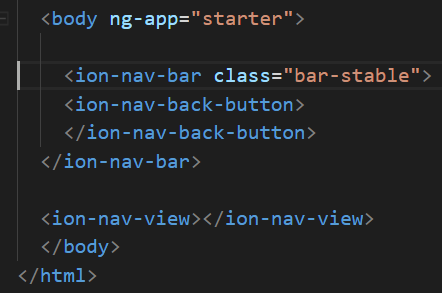 <body ng-app="starter">
<ion-nav-bar class="bar-stable">
<ion-nav-back-button>
</ion-nav-back-button>
</ion-nav-bar>
<ion-nav-view></ion-nav-view>
</body>
</html>